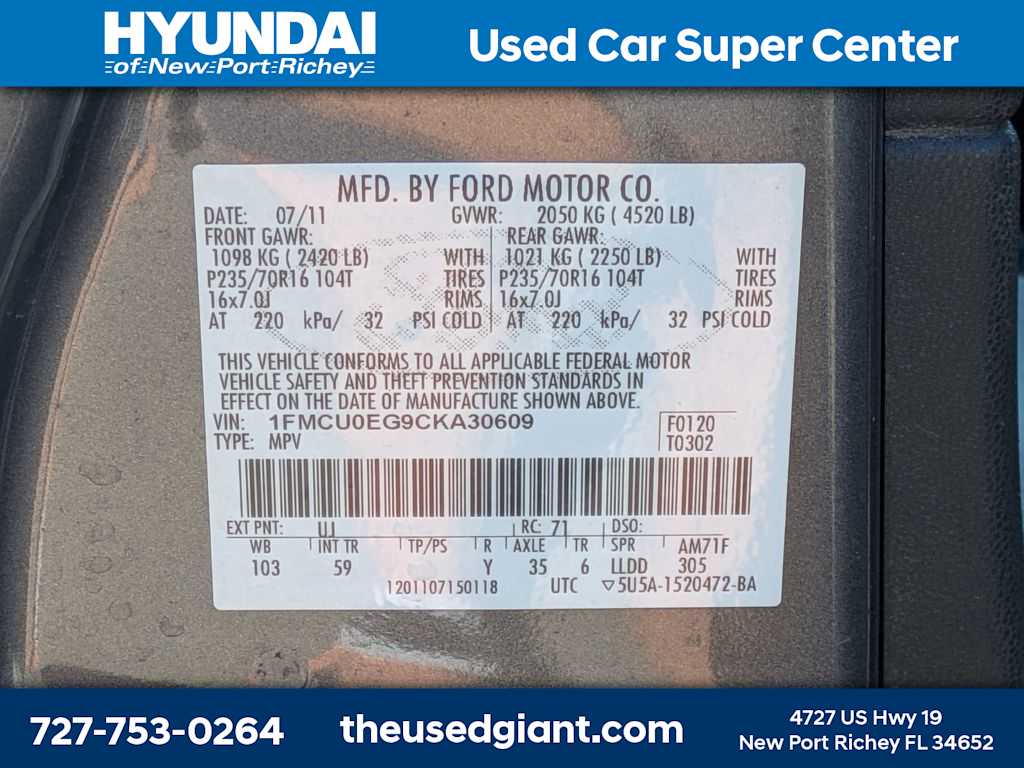 HYUNDAI
of New Port Richey
Used Car Super Center
MFD. BY FORD MOTOR CO.
DATE: 07/11 GVWR: 2050 KG ( 4520 LB)
FRONT GAWR: REAR GAWR:
1098 KG ( 2420 LB) WITH 1021 KG ( 2250 LB) WITH
P235/70R16 104T TIRES P235/70R16 104T TIRES
16x7.0J RIMS 16x7.0J RIMS
AT 220 kPa/ 32 PSI COLD AT 220 kPa/ 32 PSI COLD
THIS VEHICLE CONFORMS TO ALL APPLICABLE FEDERAL MOTOR
VEHICLE SAFETY AND THEFT PREVENTION STANDARDS IN
EFFECT ON THE DATE OF MANUFACTURE SHOWN ABOVE.
VIN: 1FMCU0EG9CKA30609 F0120
TYPE: MPV T0302
EXT PNT: UJ RC: 71 DSO:
WB INT TR TP/PS R AXLE TR SPR AM71F
103 59 Y 35 6 LLDD 305
1201107150118 UTC ▽5U5A-1520472-BA
727-753-0264
theusedgiant.com
4727 US Hwy 19
New Port Richey FL 34652